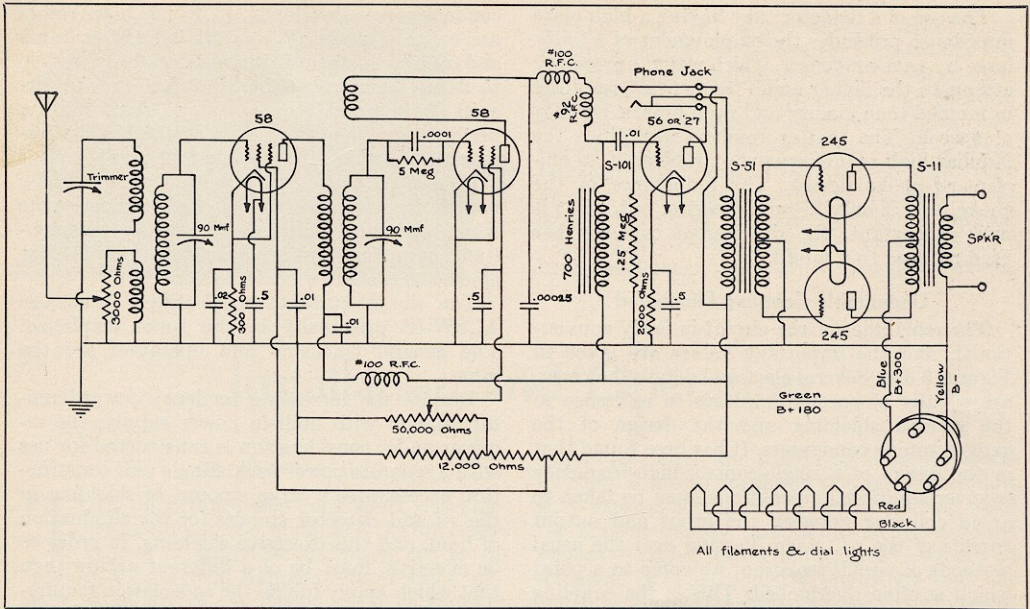 #100
R.F.C.
#92
R.F.C.
Phone Jack
58
58
56 OR '27
245
.0001
5 Meg
.01
S-101
S-51
S-11
Trimmer
90 Mmf
90 Mmf
3000 Ohms
.02
300 Ohms
.5
.01
.01
.5
.00025
700 Henries
.25 Meg
2000 Ohms
.5
SPK'R
245
#100 R.F.C.
Blue
B+300
Yellow
B-
Green
B+180
50,000 Ohms
12,000 Ohms
Red
Black
All filaments & dial lights